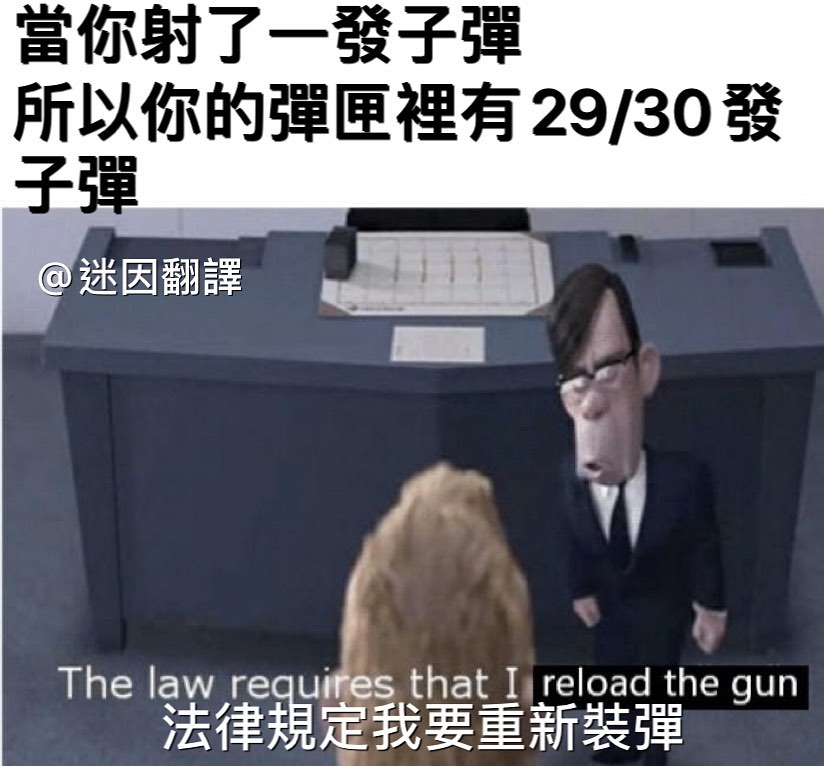 當你射了一發子彈
所以你的彈匣裡有29/30發
子彈
@迷因翻譯
The law requires that I reload the gun
法律規定我要重新裝彈